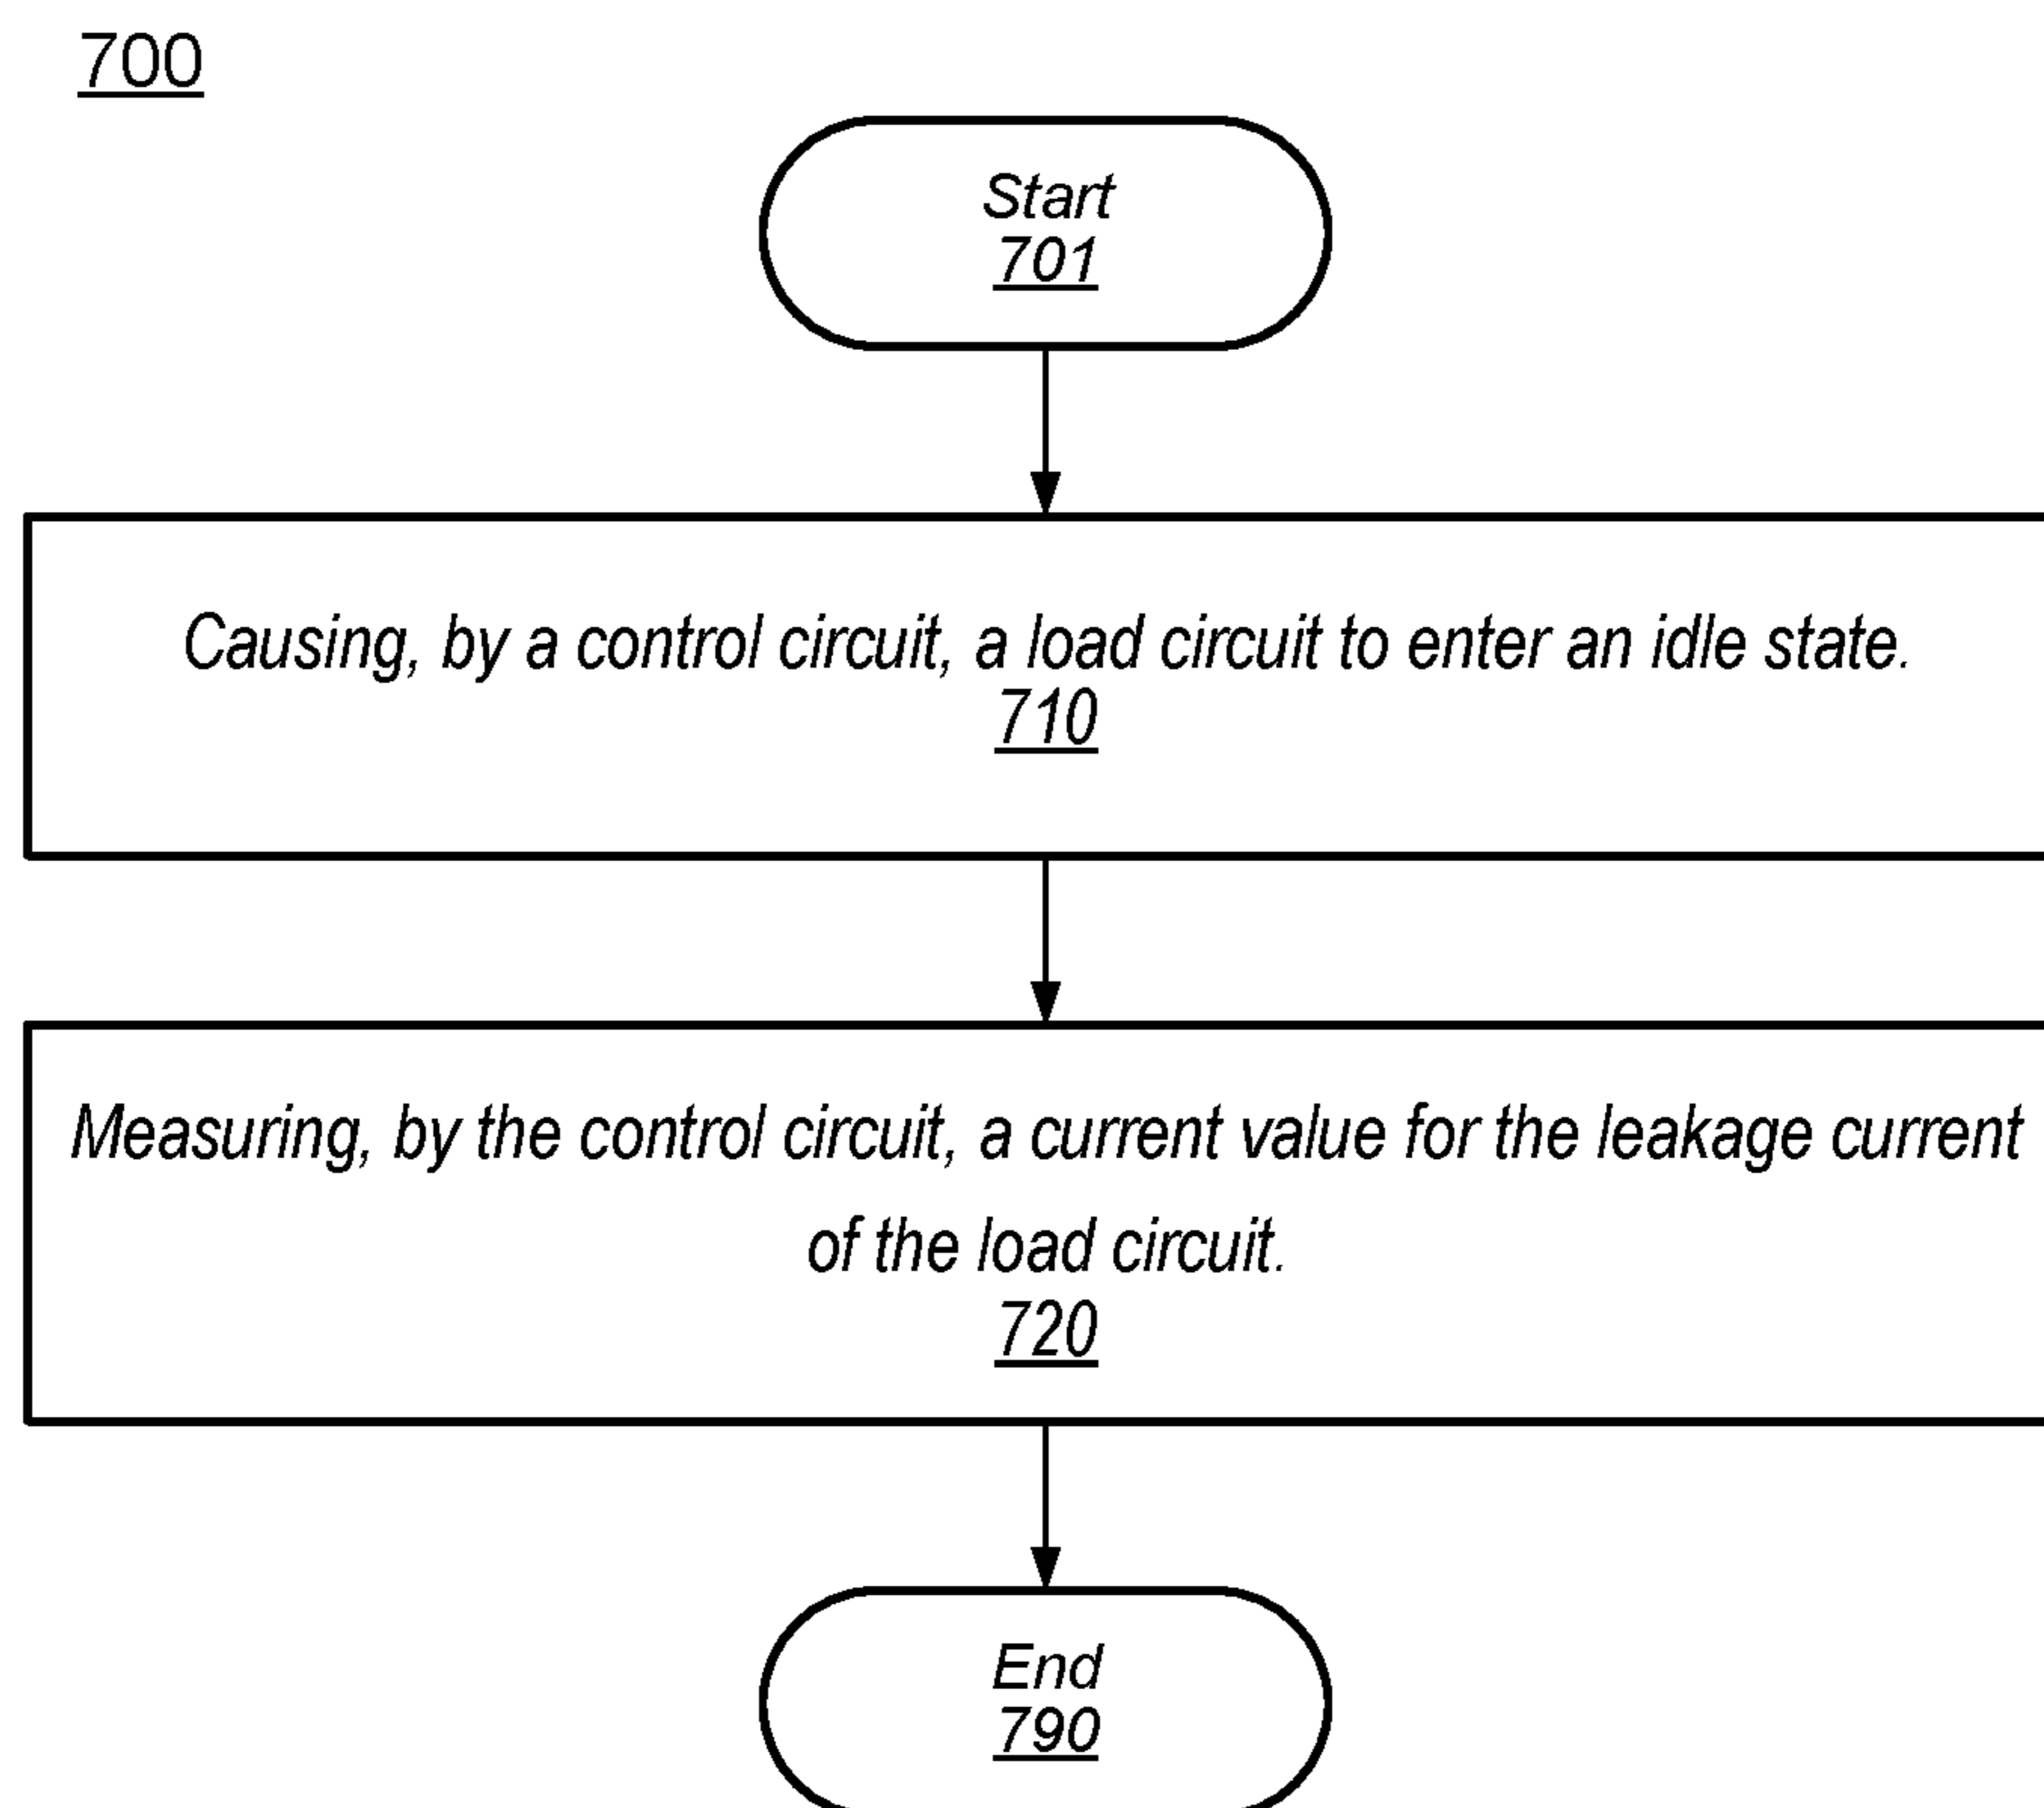 700
Start
701
Causing, by a control circuit, a load circuit to enter an idle state.
710
Measuring, by the control circuit, a current value for the leakage current
of the load circuit.
720
End
790